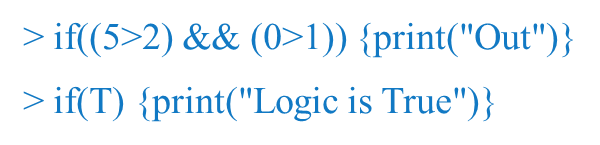 > if((5>2) && (0>1)) {print("Out")}
> if(T) {print("Logic is True")}